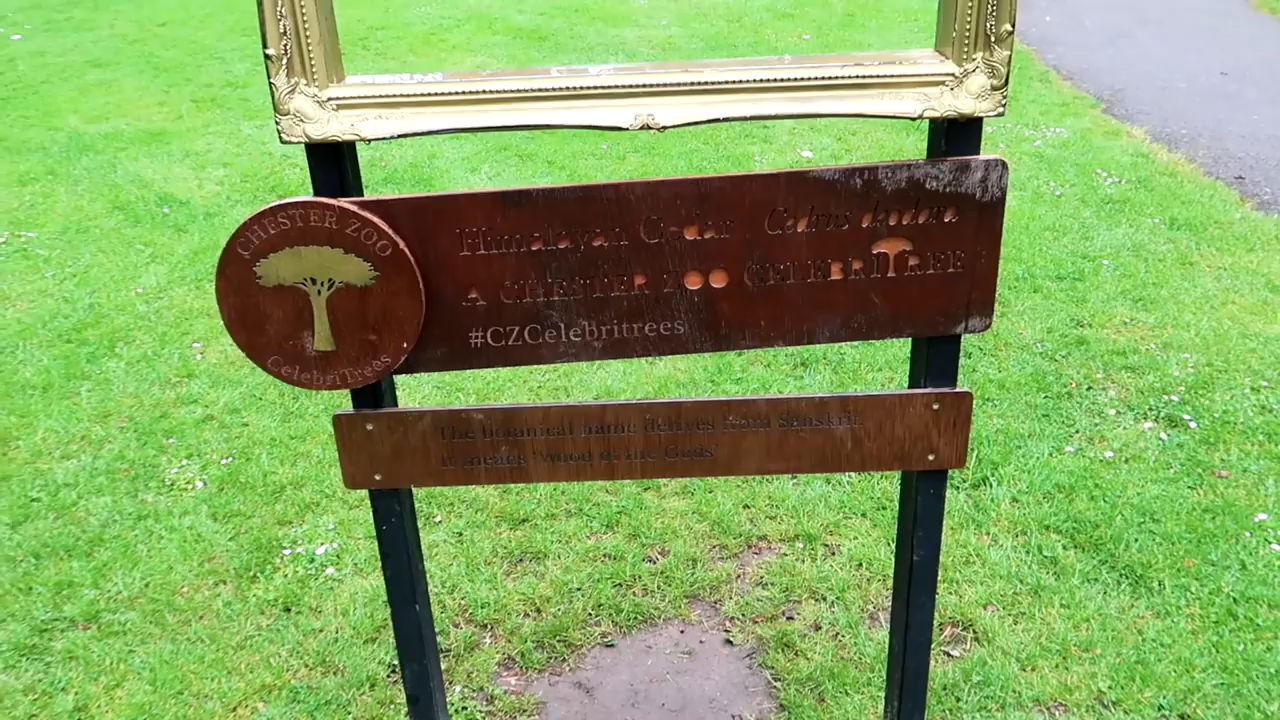 CHESTER ZOO
CelebriTrees
Himalayan Cedar Cedrus deodara
A CHESTER ZOO CELEBRITREE
#CZCelebritrees
The botanical name derives from Sanskrit.
It means 'Wood of the Gods'